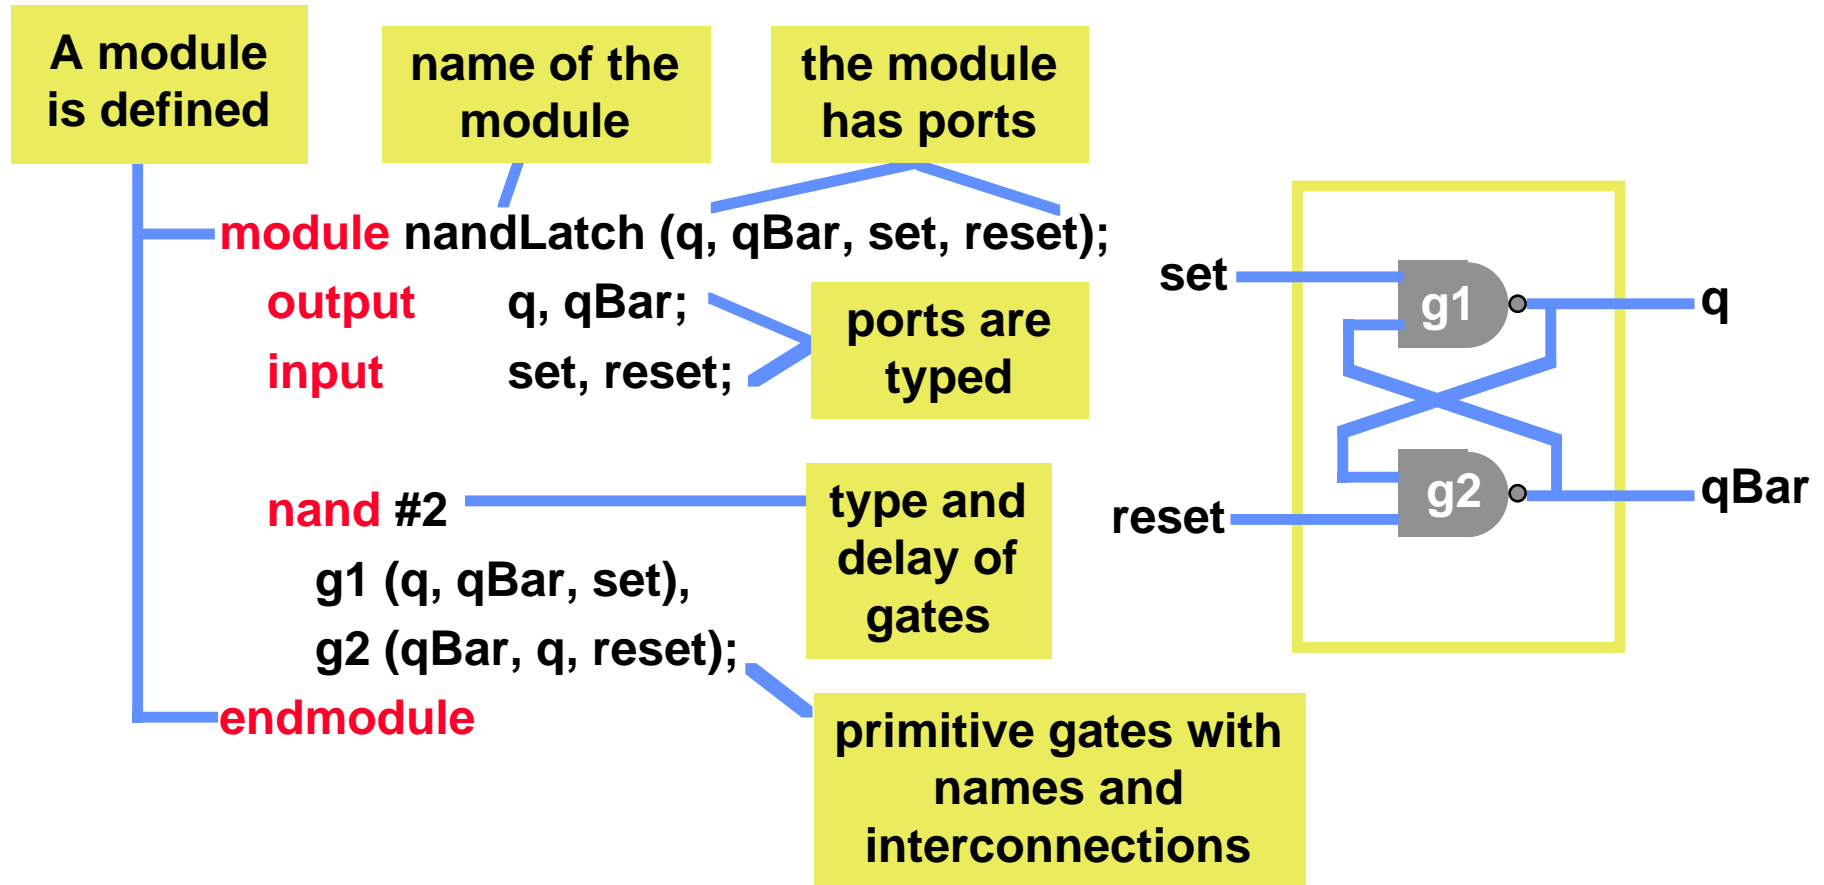 A module
is defined
name of the
module
the module
has ports
module nandLatch (q, qBar, set, reset);
output q, qBar;
input set, reset;
ports are
typed
nand #2
g1 (q, qBar, set),
g2 (qBar, q, reset);
endmodule
type and
delay of
gates
primitive gates with
names and
interconnections
set
g1
q
reset
g2
qBar